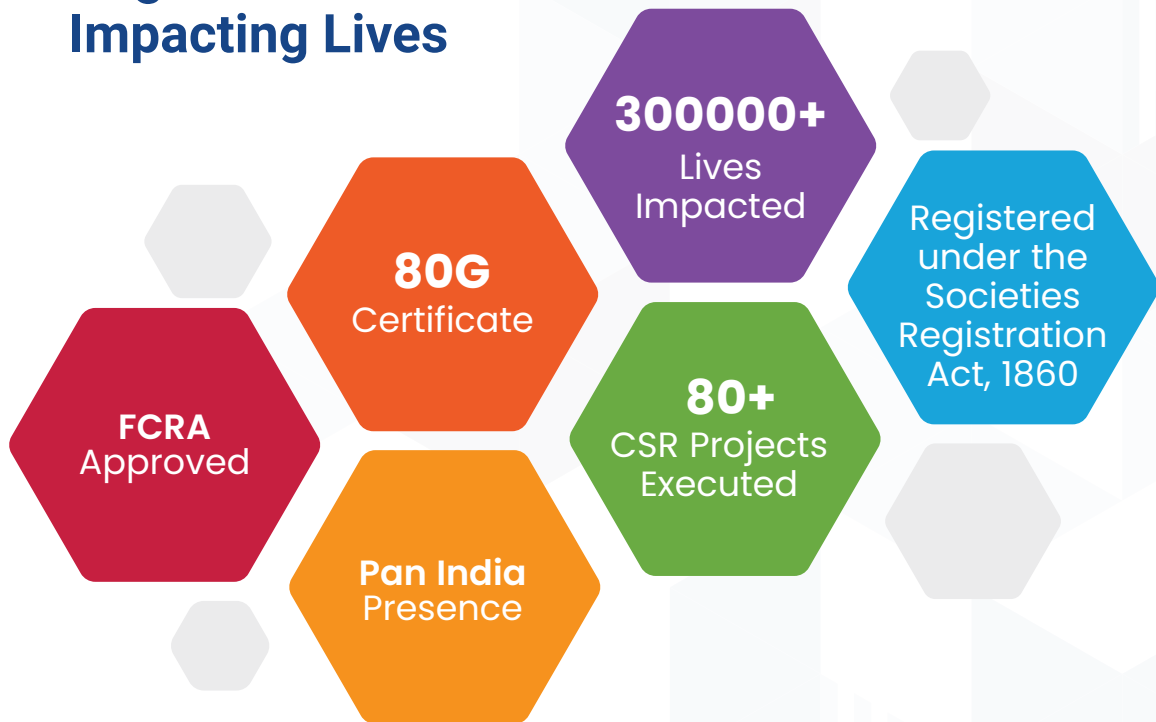 Impacting Lives
300000+
Lives
Impacted
80G
Certificate
Registered
under the
Societies
Registration
Act, 1860
FCRA
Approved
80+
CSR Projects
Executed
Pan India
Presence